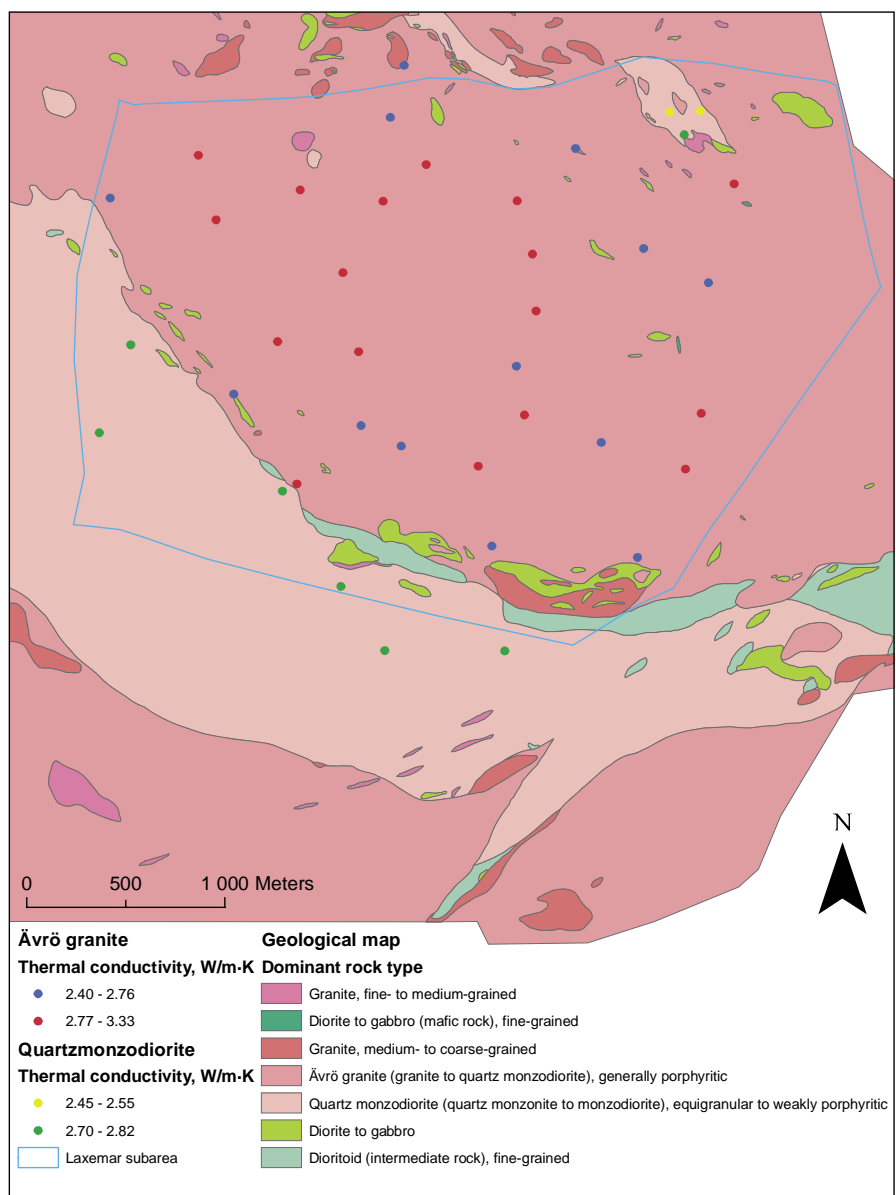 N
0 500 1 000 Meters
Ävrö granite
Thermal conductivity, W/m·K
2.40 - 2.76
2.77 - 3.33
Quartzmonzodiorite
Thermal conductivity, W/m·K
2.45 - 2.55
2.70 - 2.82
Laxemar subarea
Geological map
Dominant rock type
Granite, fine- to medium-grained
Diorite to gabbro (mafic rock), fine-grained
Granite, medium- to coarse-grained
Ävrö granite (granite to quartz monzodiorite), generally porphyritic
Quartz monzodiorite (quartz monzonite to monzodiorite), equigranular to weakly porphyritic
Diorite to gabbro
Dioritoid (intermediate rock), fine-grained